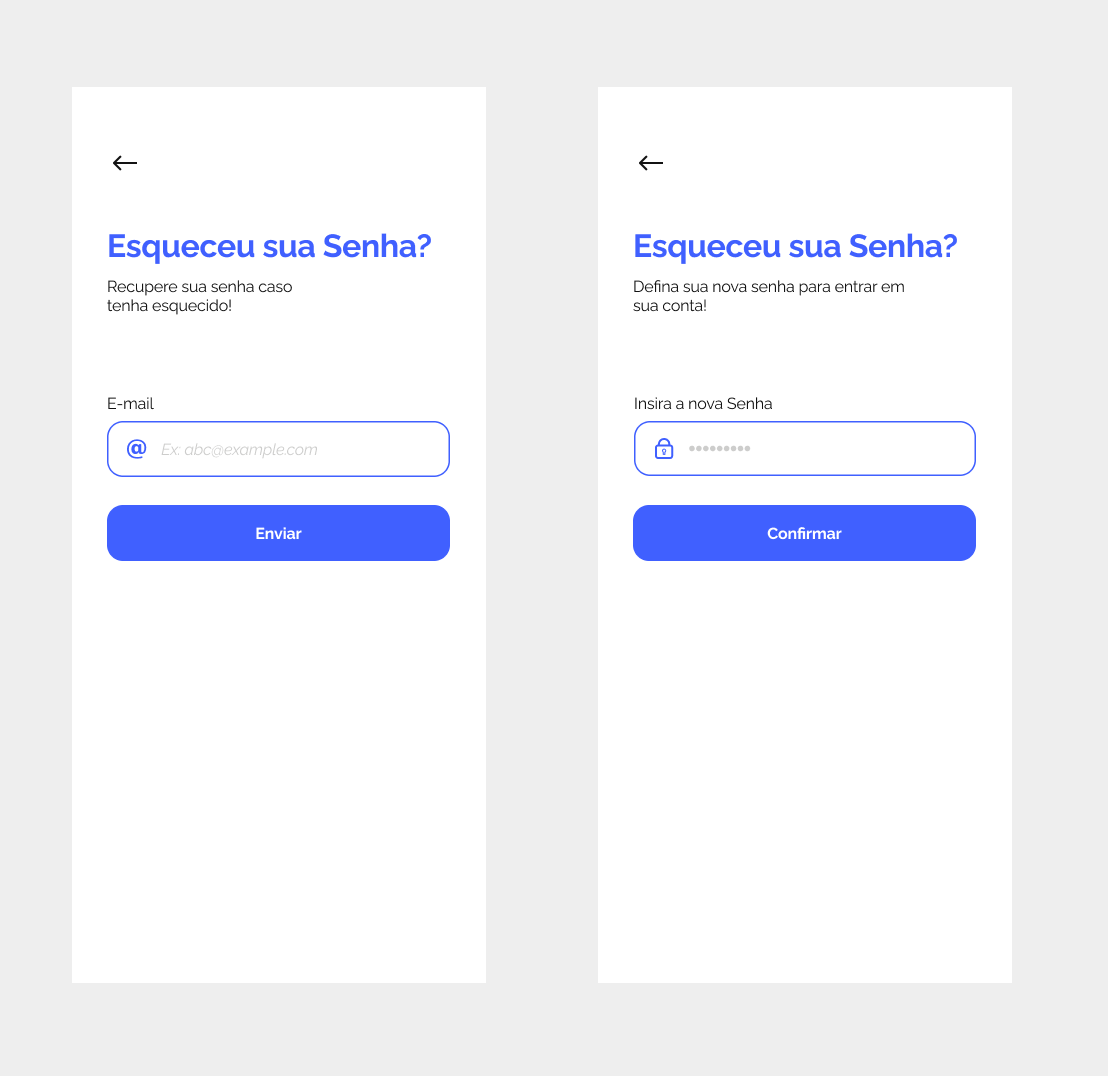 Esqueceu sua Senha?
Recupere sua senha caso
tenha esquecido!
E-mail
@ Ex: abc@example.com
Enviar
Esqueceu sua Senha?
Defina sua nova senha para entrar em
sua conta!
Insira a nova Senha
•••••••••
Confirmar